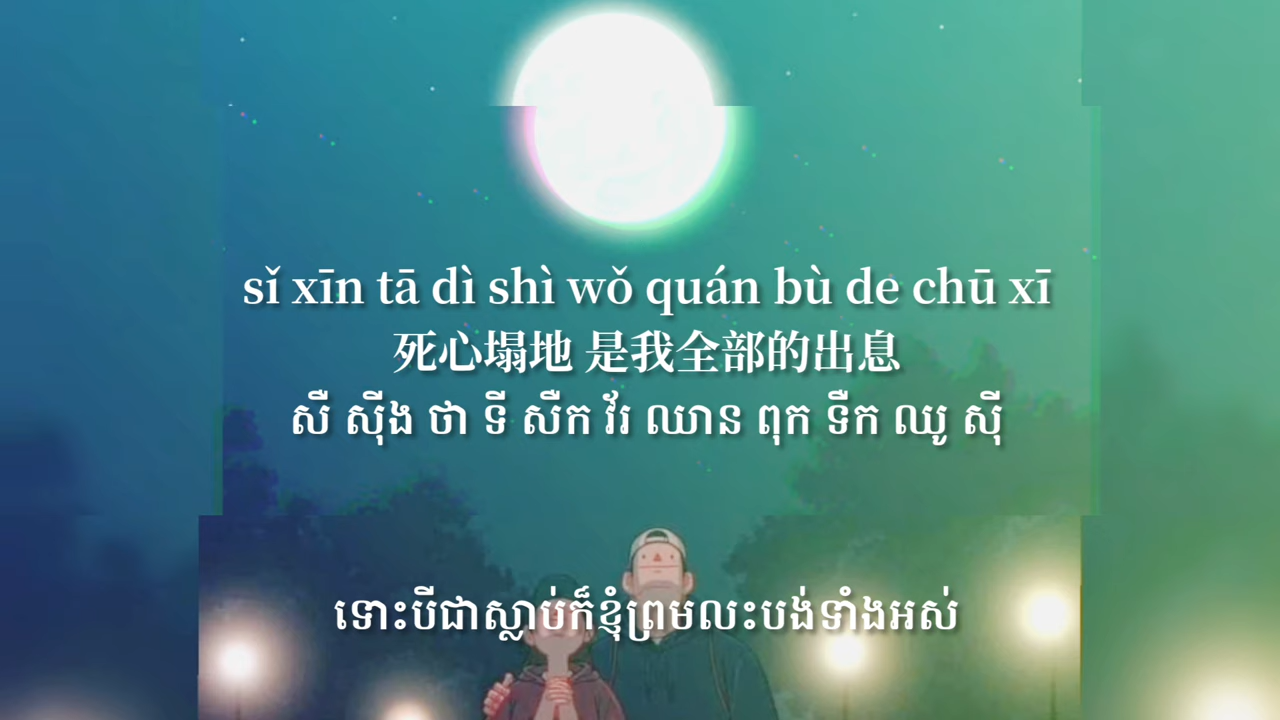 sǐ xīn tā dì shì wǒ quán bù de chū xī
死心塌地 是我全部的出息
សឺ ស៊ីង ថា ទី សឺក វ័រ ឈាន ពុក ទឺក ឈូ ស៊ី
ទោះបីជាស្លាប់ក៏ខ្ញុំព្រមលះបង់ទាំងអស់